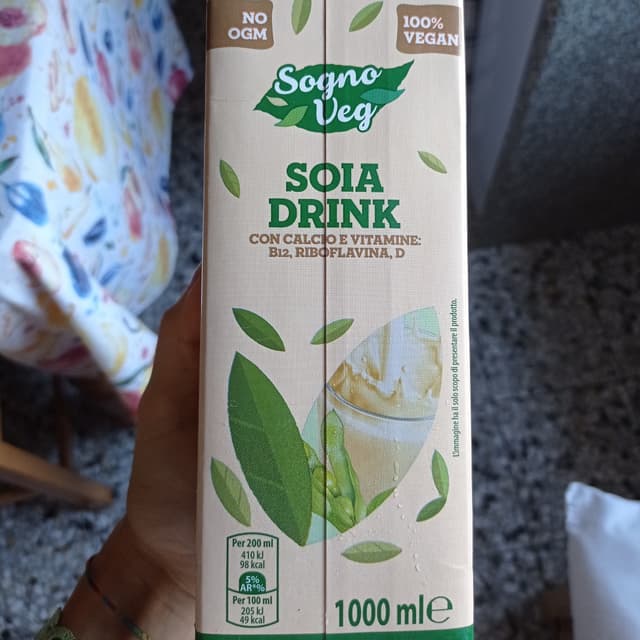 NO
OGM
100%
VEGAN
Sogno
Veg
SOIA
DRINK
CON CALCIO E VITAMINE:
B12, RIBOFLAVINA, D
L'immagine ha il solo scopo di presentare il prodotto.
Per 200 ml
410 kJ
98 kcal
5%
AR*%
Per 100 ml
205 kJ
49 kcal
1000 ml℮